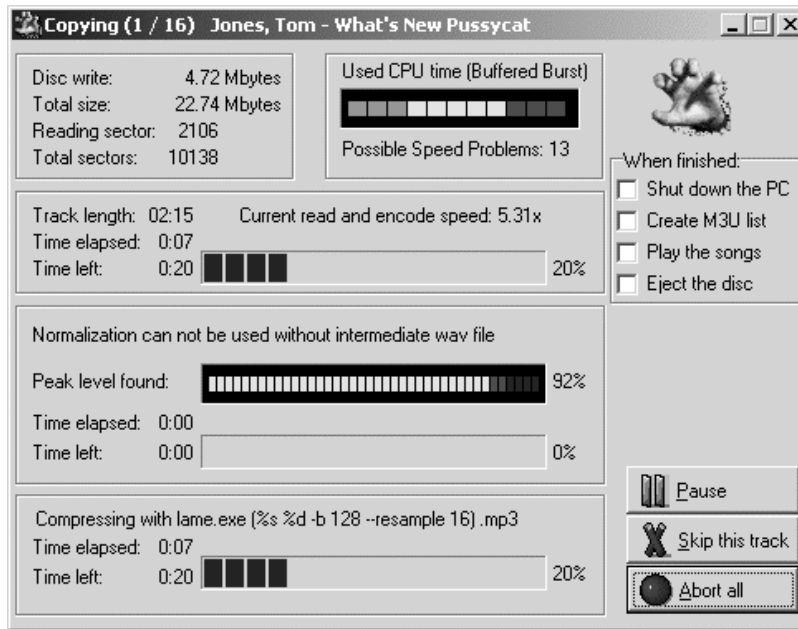 Copying (1 / 16) Jones, Tom - What's New Pussycat
Disc write: 4.72 Mbytes
Total size: 22.74 Mbytes
Reading sector: 2106
Total sectors: 10138
Used CPU time (Buffered Burst)
Possible Speed Problems: 13
When finished:
Shut down the PC
Create M3U list
Play the songs
Eject the disc
Track length: 02:15 Current read and encode speed: 5.31x
Time elapsed: 0:07
Time left: 0:20 20%
Normalization can not be used without intermediate wav file
Peak level found: 92%
Time elapsed: 0:00
Time left: 0:00 0%
Compressing with lame.exe (%s %d -b 128 --resample 16) .mp3
Time elapsed: 0:07
Time left: 0:20 20%
Pause
Skip this track
Abort all